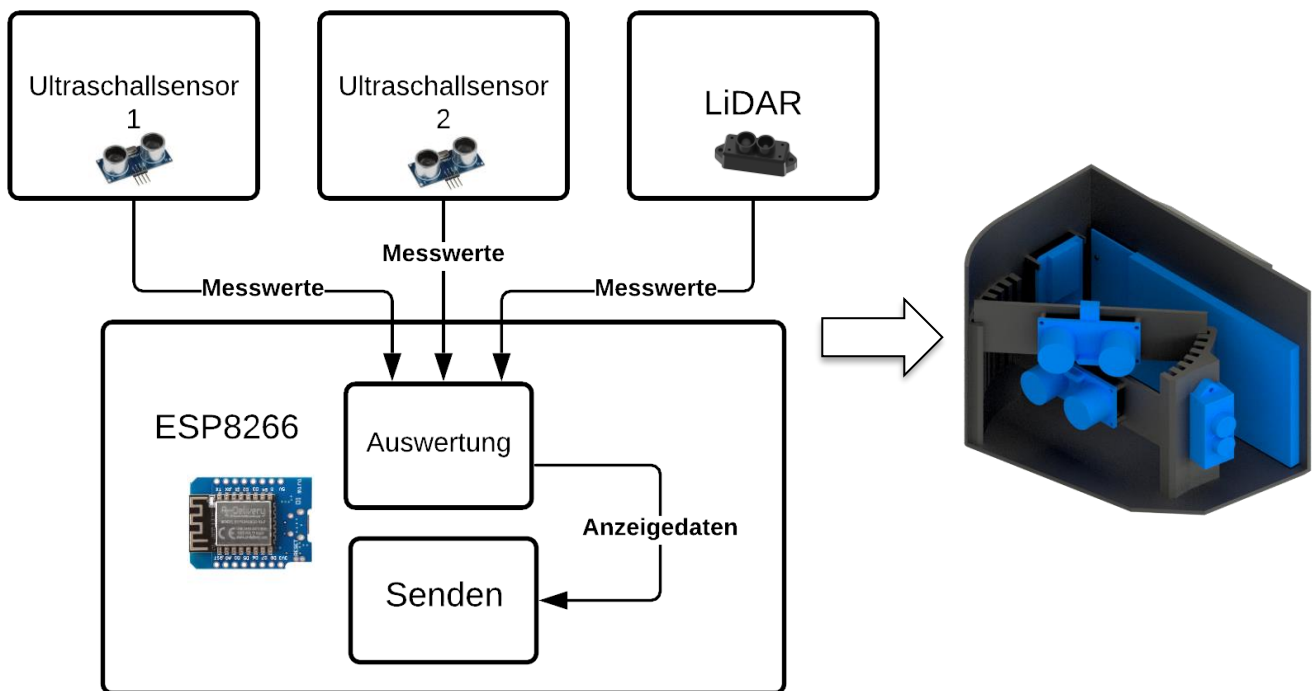 Ultraschallsensor
1
Ultraschallsensor
2
LiDAR
Messwerte
Messwerte
Messwerte
ESP8266
Auswertung
Anzeigedaten
Senden